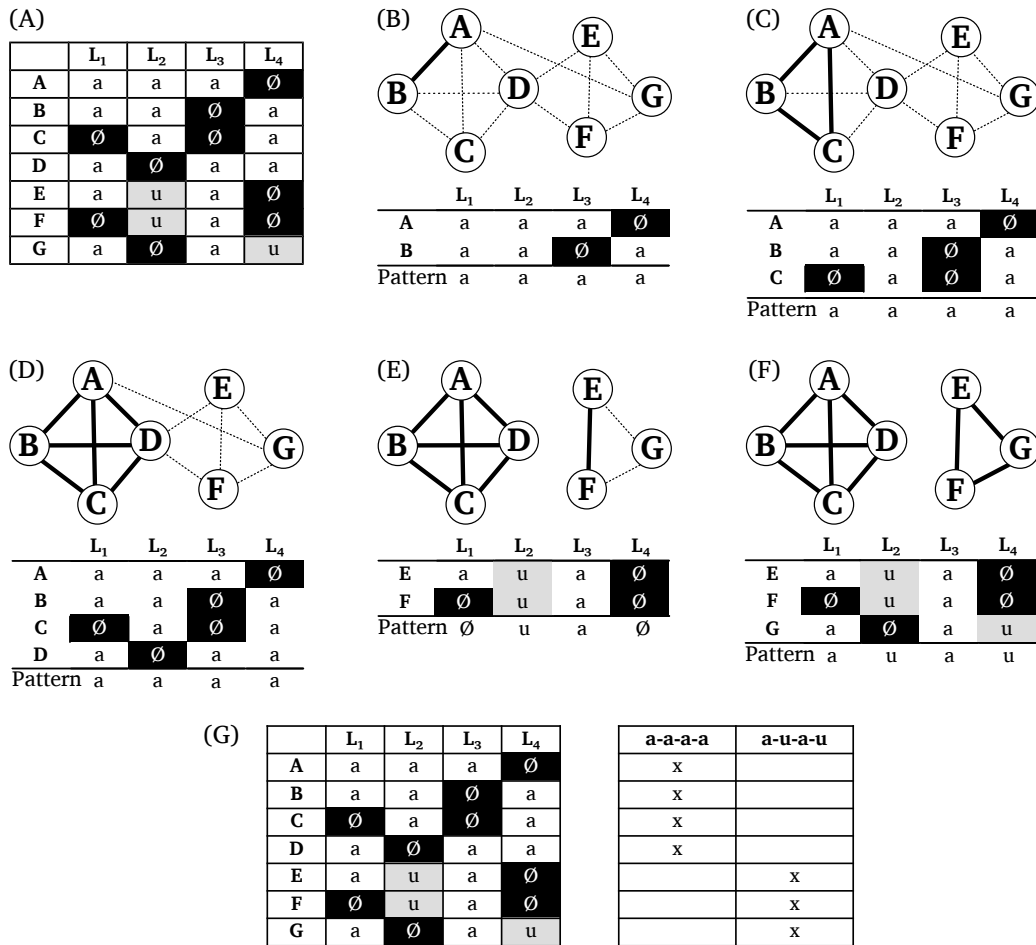 (A)
L₁ L₂ L₃ L₄
A a a a Ø
B a a Ø a
C Ø a Ø a
D a Ø a a
E a u a Ø
F Ø u a Ø
G a Ø a u
(B)
A E
B D G
C F
L₁ L₂ L₃ L₄
A a a a Ø
B a a Ø a
Pattern a a a a
(C)
A E
B D G
C F
L₁ L₂ L₃ L₄
A a a a Ø
B a a Ø a
C Ø a Ø a
Pattern a a a a
(D)
A E
B D G
C F
L₁ L₂ L₃ L₄
A a a a Ø
B a a Ø a
C Ø a Ø a
D a Ø a a
Pattern a a a a
(E)
A E
B D G
C F
L₁ L₂ L₃ L₄
E a u a Ø
F Ø u a Ø
Pattern Ø u a Ø
(F)
A E
B D G
C F
L₁ L₂ L₃ L₄
E a u a Ø
F Ø u a Ø
G a Ø a u
Pattern a u a u
(G)
L₁ L₂ L₃ L₄ a-a-a-a a-u-a-u
A a a a Ø x
B a a Ø a x
C Ø a Ø a x
D a Ø a a x
E a u a Ø x
F Ø u a Ø x
G a Ø a u x